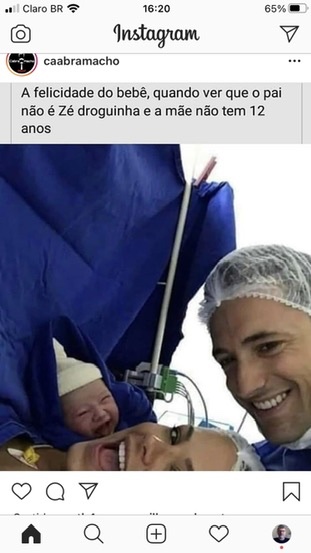 Claro BR 16:20 65%
Instagram
caabramacho
A felicidade do bebê, quando ver que o pai
não é Zé droguinha e a mãe não tem 12
anos